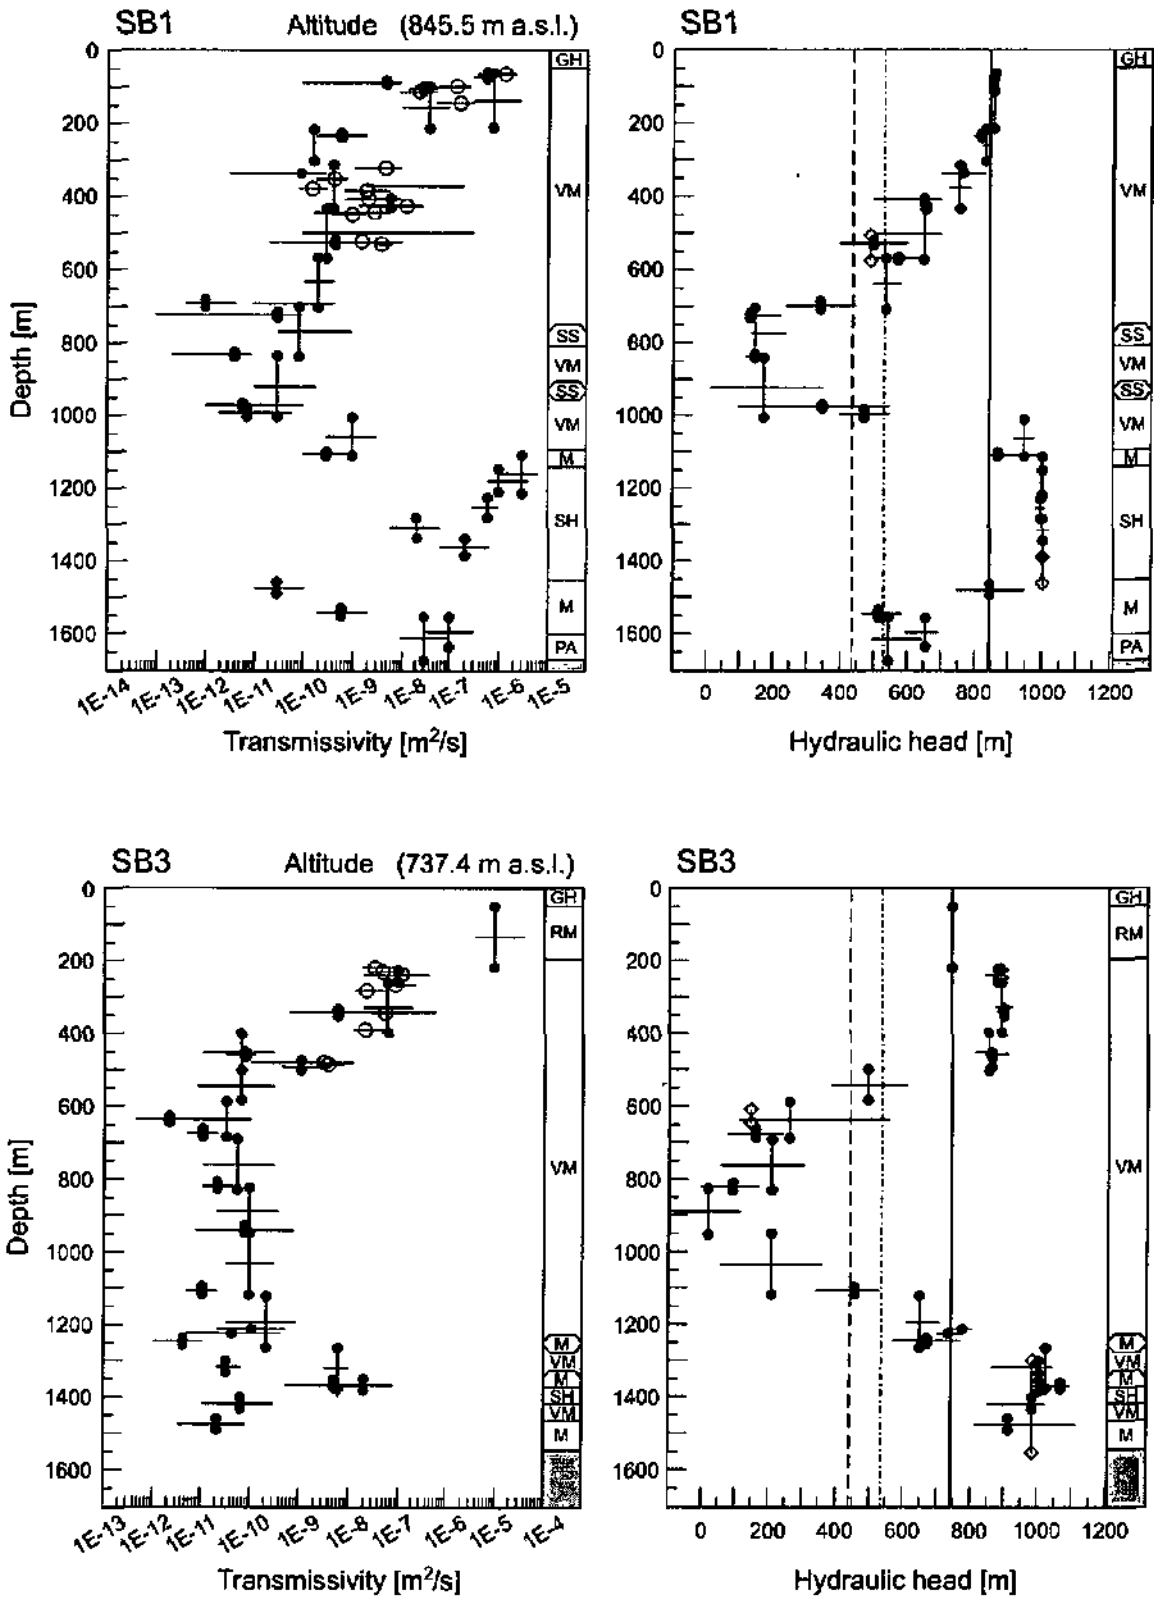 SB1 Altitude (845.5 m a.s.l.)
0
200
400
600
800
1000
1200
1400
1600
Depth [m]
GH
VM
SS
VM
SS
VM
M
SH
M
PA
1E-14 1E-13 1E-12 1E-11 1E-10 1E-9 1E-8 1E-7 1E-6 1E-5
Transmissivity [m²/s]
SB1
0
200
400
600
800
1000
1200
1400
1600
GH
VM
SS
VM
SS
VM
M
SH
M
PA
0 200 400 600 800 1000 1200
Hydraulic head [m]
SB3 Altitude (737.4 m a.s.l.)
0
200
400
600
800
1000
1200
1400
1600
Depth [m]
GH
RM
VM
M
VM
M
SH
VM
M
1E-13 1E-12 1E-11 1E-10 1E-9 1E-8 1E-7 1E-6 1E-5 1E-4
Transmissivity [m²/s]
SB3
0
200
400
600
800
1000
1200
1400
1600
GH
RM
VM
M
VM
M
SH
VM
M
0 200 400 600 800 1000 1200
Hydraulic head [m]